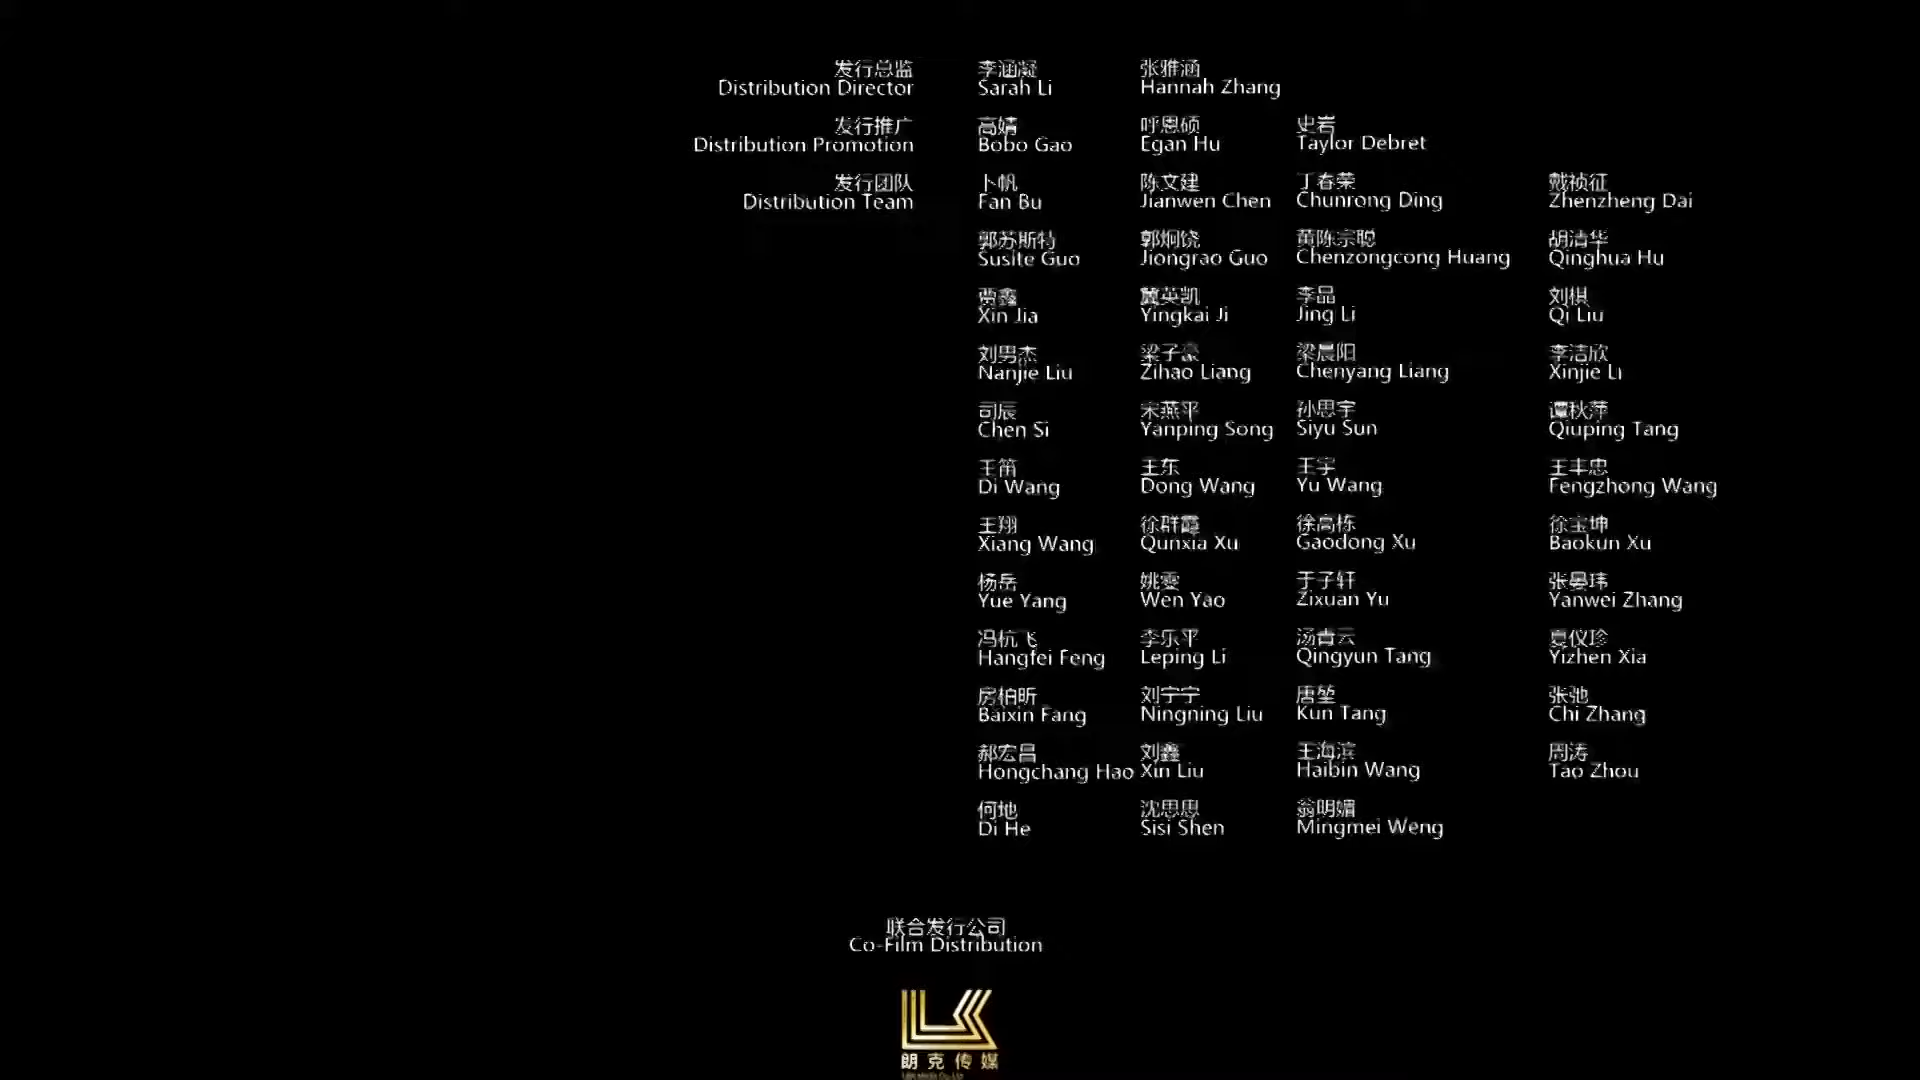 发行总监 李涵凝 张雅涵
Distribution Director Sarah Li Hannah Zhang
发行推广 高婧 呼恩硕 史岩
Distribution Promotion Bobo Gao Egan Hu Taylor Debret
发行团队 卜帆 陈文建 丁春荣 戴祯征
Distribution Team Fan Bu Jianwen Chen Chunrong Ding Zhenzheng Dai
郭苏斯特 郭炯饶 黄陈宗聪 胡清华
Susite Guo Jiongrao Guo Chenzongcong Huang Qinghua Hu
贾鑫 冀英凯 李晶 刘棋
Xin Jia Yingkai Ji Jing Li Qi Liu
刘男杰 梁子豪 梁晨阳 李洁欣
Nanjie Liu Zihao Liang Chenyang Liang Xinjie Li
司辰 宋燕平 孙思宇 谭秋萍
Chen Si Yanping Song Siyu Sun Qiuping Tang
王笛 王东 王宇 王丰忠
Di Wang Dong Wang Yu Wang Fengzhong Wang
王翔 徐群霞 徐高栋 徐宝坤
Xiang Wang Qunxia Xu Gaodong Xu Baokun Xu
杨岳 姚雯 于子轩 张晏玮
Yue Yang Wen Yao Zixuan Yu Yanwei Zhang
冯杭飞 李乐平 汤青云 夏仪珍
Hangfei Feng Leping Li Qingyun Tang Yizhen Xia
房柏昕 刘宁宁 唐堃 张弛
Baixin Fang Ningning Liu Kun Tang Chi Zhang
郝宏昌 刘鑫 王海滨 周涛
Hongchang Hao Xin Liu Haibin Wang Tao Zhou
何地 沈思思 翁明媚
Di He Sisi Shen Mingmei Weng
联合发行公司
Co-Film Distribution
LK
朗克传媒